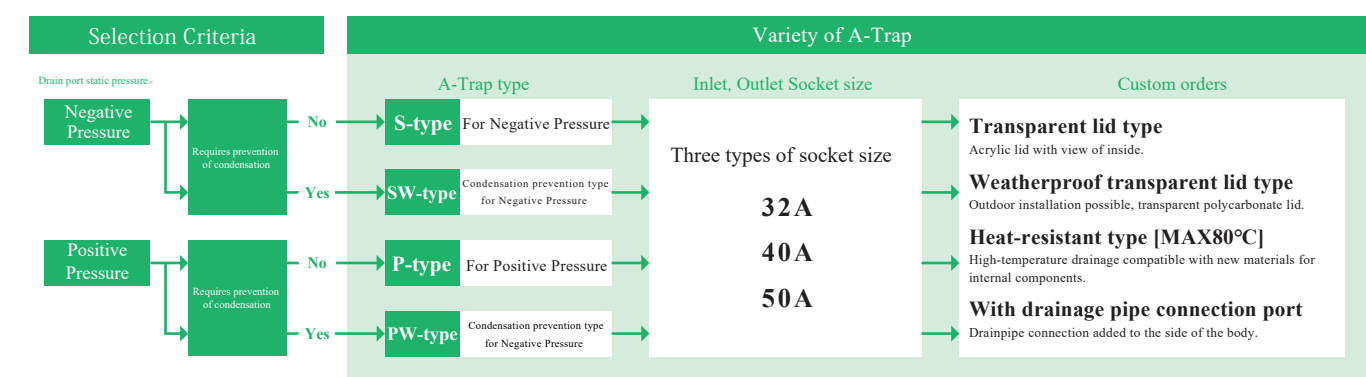 Selection Criteria
Variety of A-Trap
Drain port static pressure※
A-Trap type
Inlet, Outlet Socket size
Custom orders
Negative
Pressure
Requires prevention
of condensation
No
S-type
For Negative Pressure
Yes
SW-type
Condensation prevention type
for Negative Pressure
Positive
Pressure
Requires prevention
of condensation
No
P-type
For Positive Pressure
Yes
PW-type
Condensation prevention type
for Negative Pressure
Three types of socket size
32A
40A
50A
Transparent lid type
Acrylic lid with view of inside.
Weatherproof transparent lid type
Outdoor installation possible, transparent polycarbonate lid.
Heat-resistant type [MAX80℃]
High-temperature drainage compatible with new materials for
internal components.
With drainage pipe connection port
Drainpipe connection added to the side of the body.